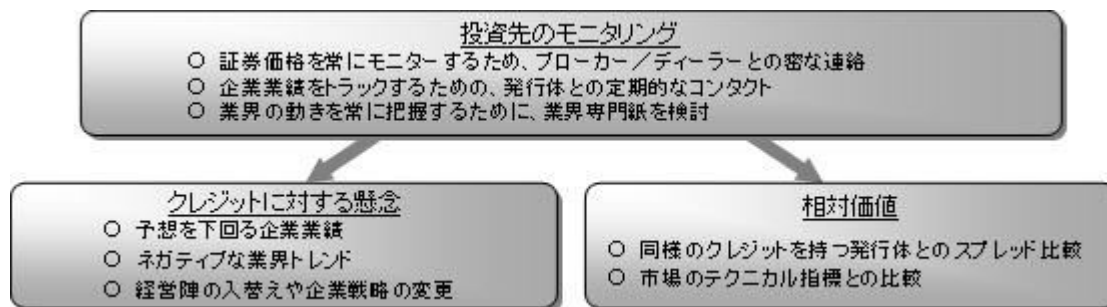 投資先のモニタリング
○ 証券価格を常にモニターするため、ブローカー／ディーラーとの密な連絡
○ 企業業績をトラックするための、発行体との定期的なコンタクト
○ 業界の動きを常に把握するために、業界専門紙を検討
クレジットに対する懸念
○ 予想を下回る企業業績
○ ネガティブな業界トレンド
○ 経営陣の入替えや企業戦略の変更
相対価値
○ 同様のクレジットを持つ発行体とのスプレッド比較
○ 市場のテクニカル指標との比較